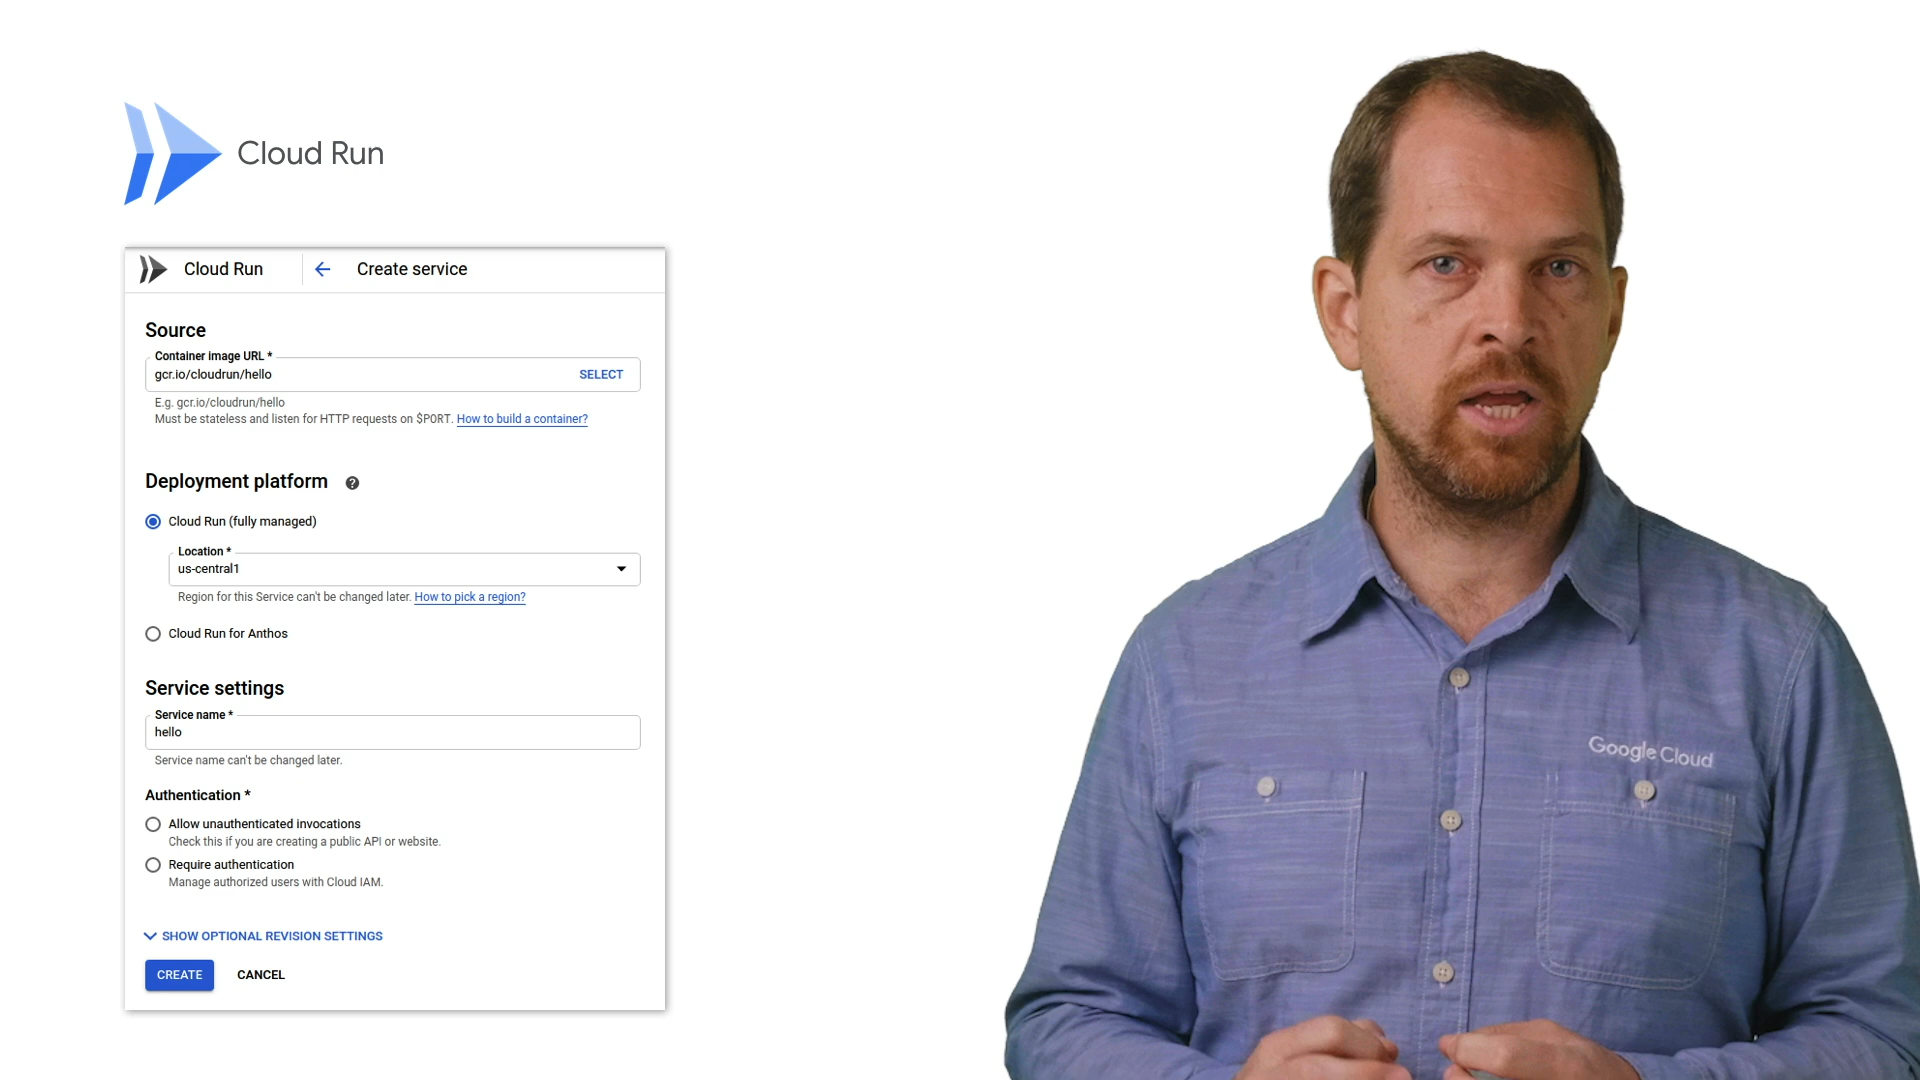 Cloud Run
Cloud Run
Create service
Source
Container image URL *
gcr.io/cloudrun/hello
SELECT
E.g. gcr.io/cloudrun/hello
Must be stateless and listen for HTTP requests on $PORT. How to build a container?
Deployment platform
Cloud Run (fully managed)
Location *
us-central1
Region for this Service can't be changed later. How to pick a region?
Cloud Run for Anthos
Service settings
Service name *
hello
Service name can't be changed later.
Authentication *
Allow unauthenticated invocations
Check this if you are creating a public API or website.
Require authentication
Manage authorized users with Cloud IAM.
SHOW OPTIONAL REVISION SETTINGS
CREATE
CANCEL
Google Cloud